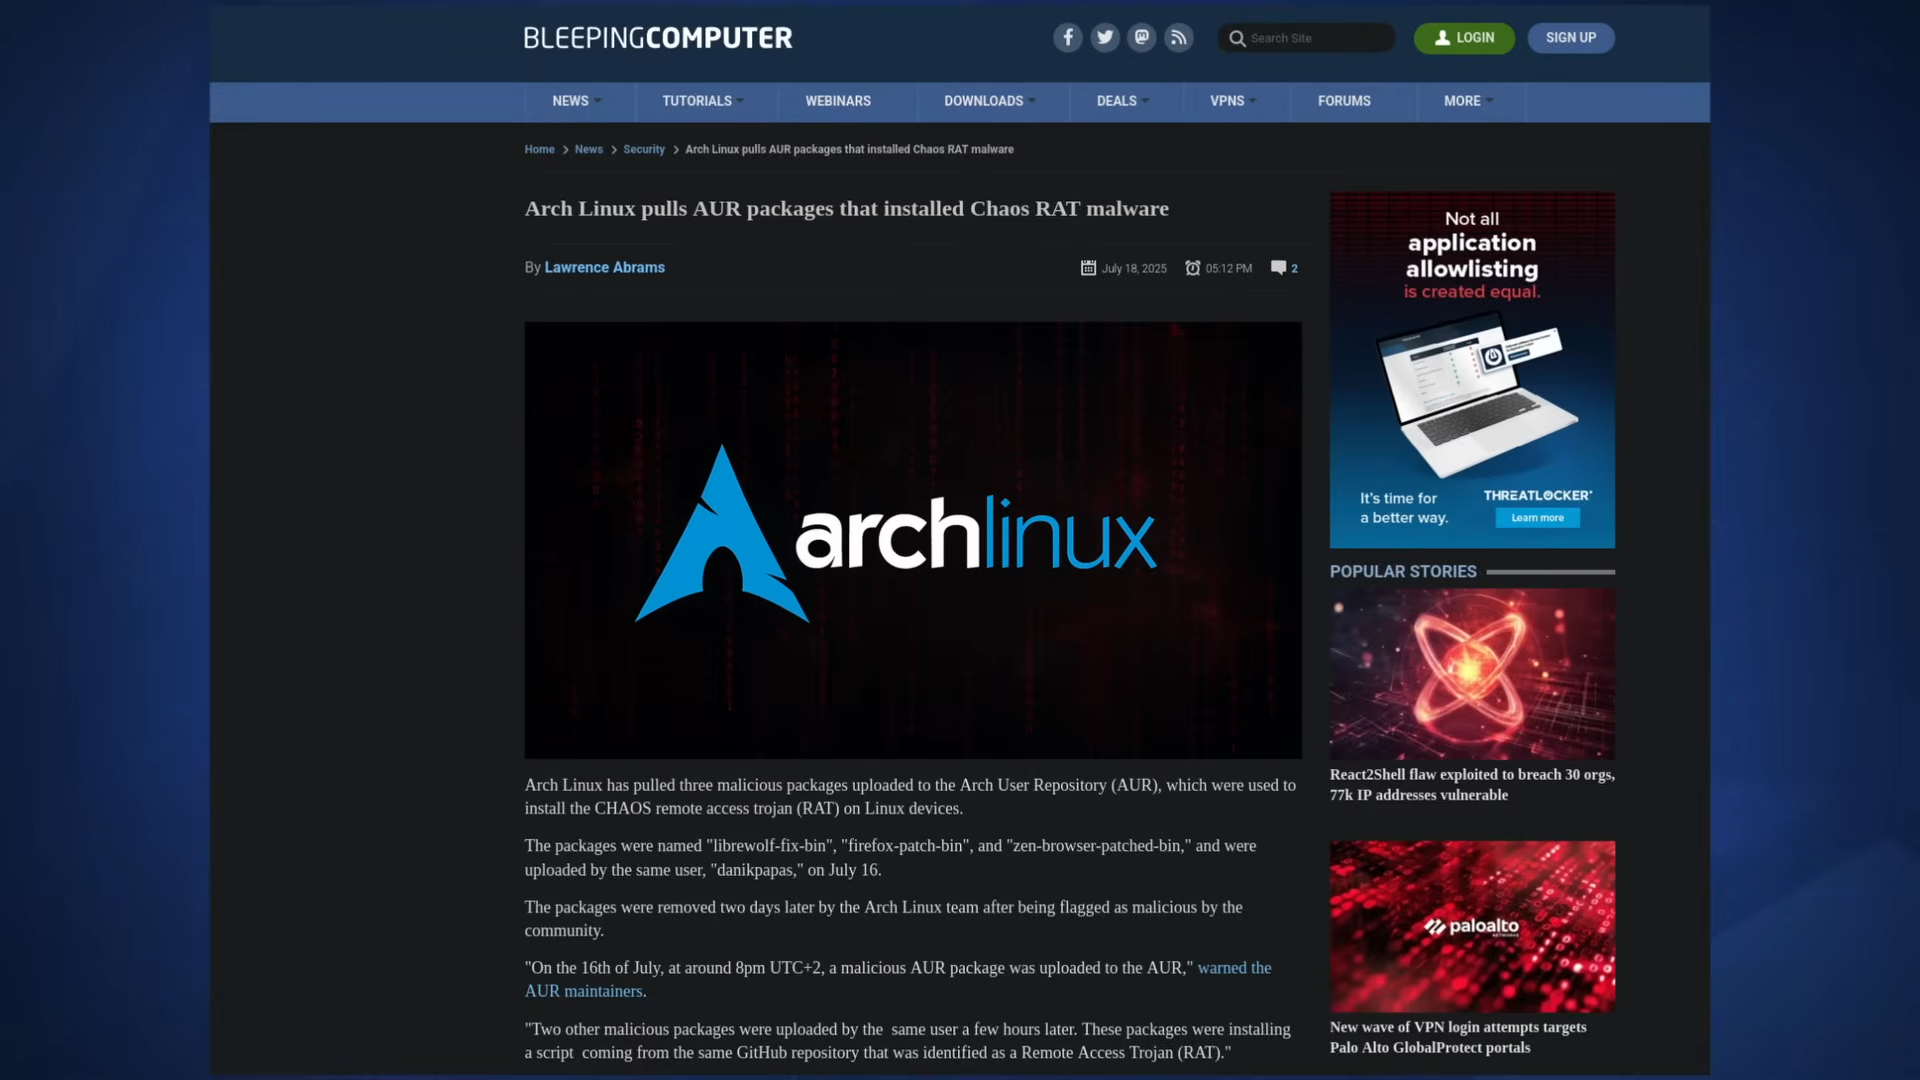 BLEEPINGCOMPUTER
Search Site
LOGIN
SIGN UP
NEWS
TUTORIALS
WEBINARS
DOWNLOADS
DEALS
VPNS
FORUMS
MORE
Home > News > Security > Arch Linux pulls AUR packages that installed Chaos RAT malware
Arch Linux pulls AUR packages that installed Chaos RAT malware
By Lawrence Abrams
July 18, 2025
05:12 PM
2
archlinux
Arch Linux has pulled three malicious packages uploaded to the Arch User Repository (AUR), which were used to
install the CHAOS remote access trojan (RAT) on Linux devices.
The packages were named "librewolf-fix-bin", "firefox-patch-bin", and "zen-browser-patched-bin," and were
uploaded by the same user, "danikpapas," on July 16.
The packages were removed two days later by the Arch Linux team after being flagged as malicious by the
community.
"On the 16th of July, at around 8pm UTC+2, a malicious AUR package was uploaded to the AUR," warned the
AUR maintainers.
"Two other malicious packages were uploaded by the same user a few hours later. These packages were installing
a script coming from the same GitHub repository that was identified as a Remote Access Trojan (RAT)."
Not all
application
allowlisting
is created equal.
It's time for
a better way.
THREATLOCKER
Learn more
POPULAR STORIES
React2Shell flaw exploited to breach 30 orgs,
77k IP addresses vulnerable
paloalto
NETWORKS
New wave of VPN login attempts targets
Palo Alto GlobalProtect portals